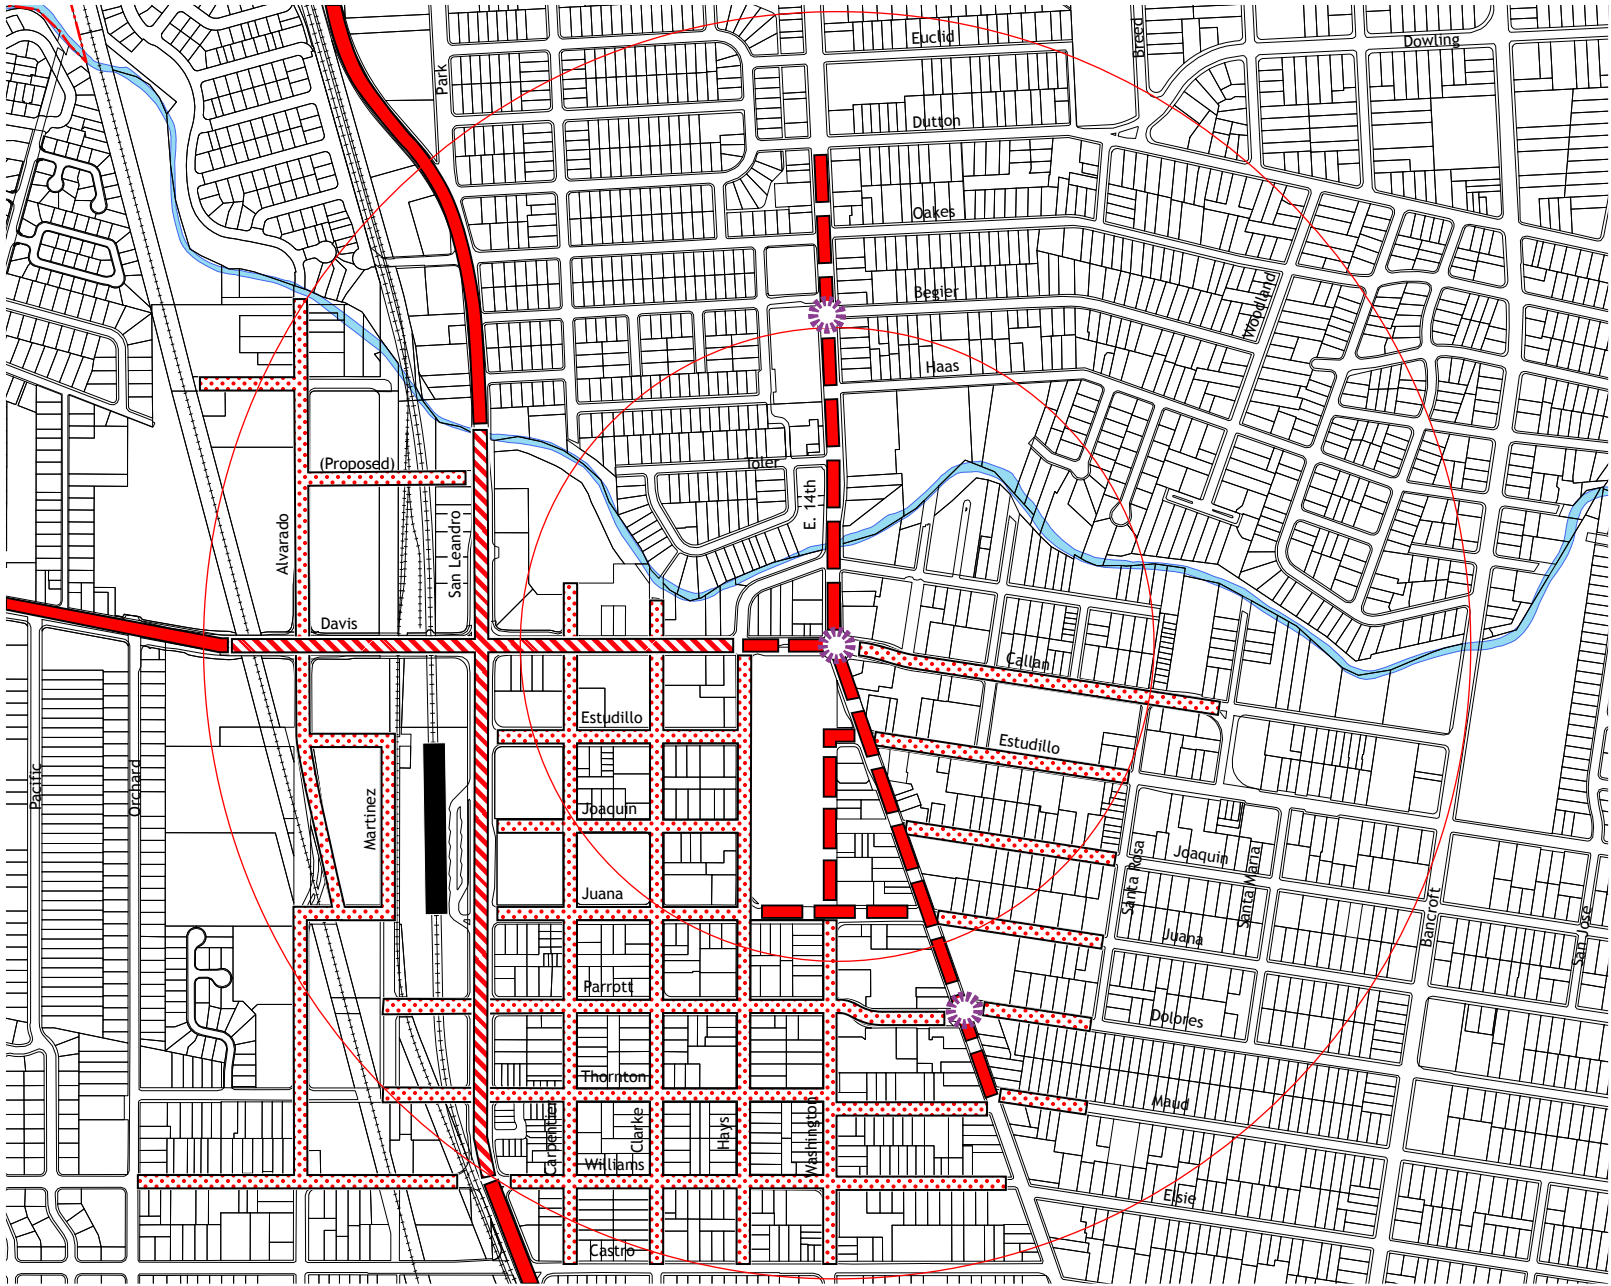 Euclid
Breed
Dowling
Park
Dutton
Oakes
Begier
Woodland
Haas
(Proposed)
Toler
E. 14th
Alvarado
San Leandro
Davis
Callan
Estudillo
Estudillo
Pacific
Orchard
Martinez
Joaquin
Joaquin
Santa Rosa
Santa Maria
Juana
Bancroft
San Jose
Juana
Parrott
Dolores
Thornton
Maud
Carpentier
Clarke
Hays
Washington
Williams
Elsie
Castro